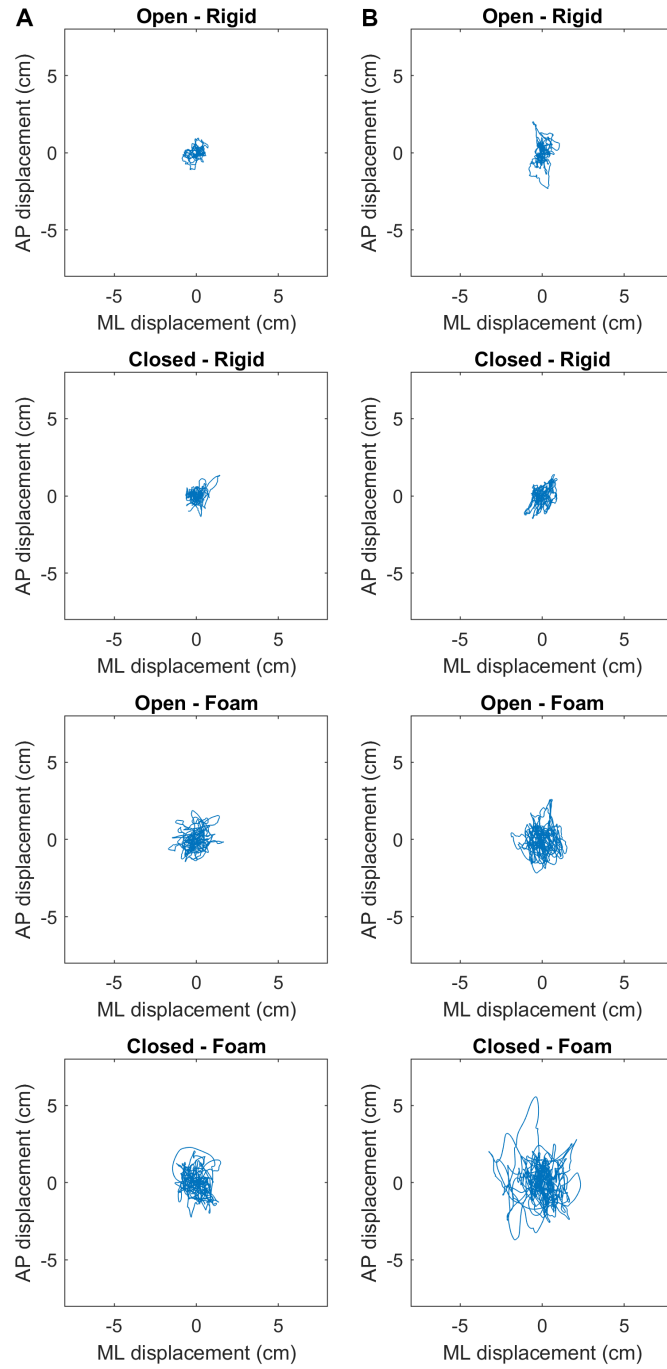 A
Open - Rigid
5
0
-5
AP displacement (cm)
-5
0
5
ML displacement (cm)
B
Open - Rigid
5
0
-5
AP displacement (cm)
-5
0
5
ML displacement (cm)
Closed - Rigid
5
0
-5
AP displacement (cm)
-5
0
5
ML displacement (cm)
Closed - Rigid
5
0
-5
AP displacement (cm)
-5
0
5
ML displacement (cm)
Open - Foam
5
0
-5
AP displacement (cm)
-5
0
5
ML displacement (cm)
Open - Foam
5
0
-5
AP displacement (cm)
-5
0
5
ML displacement (cm)
Closed - Foam
5
0
-5
AP displacement (cm)
-5
0
5
ML displacement (cm)
Closed - Foam
5
0
-5
AP displacement (cm)
-5
0
5
ML displacement (cm)